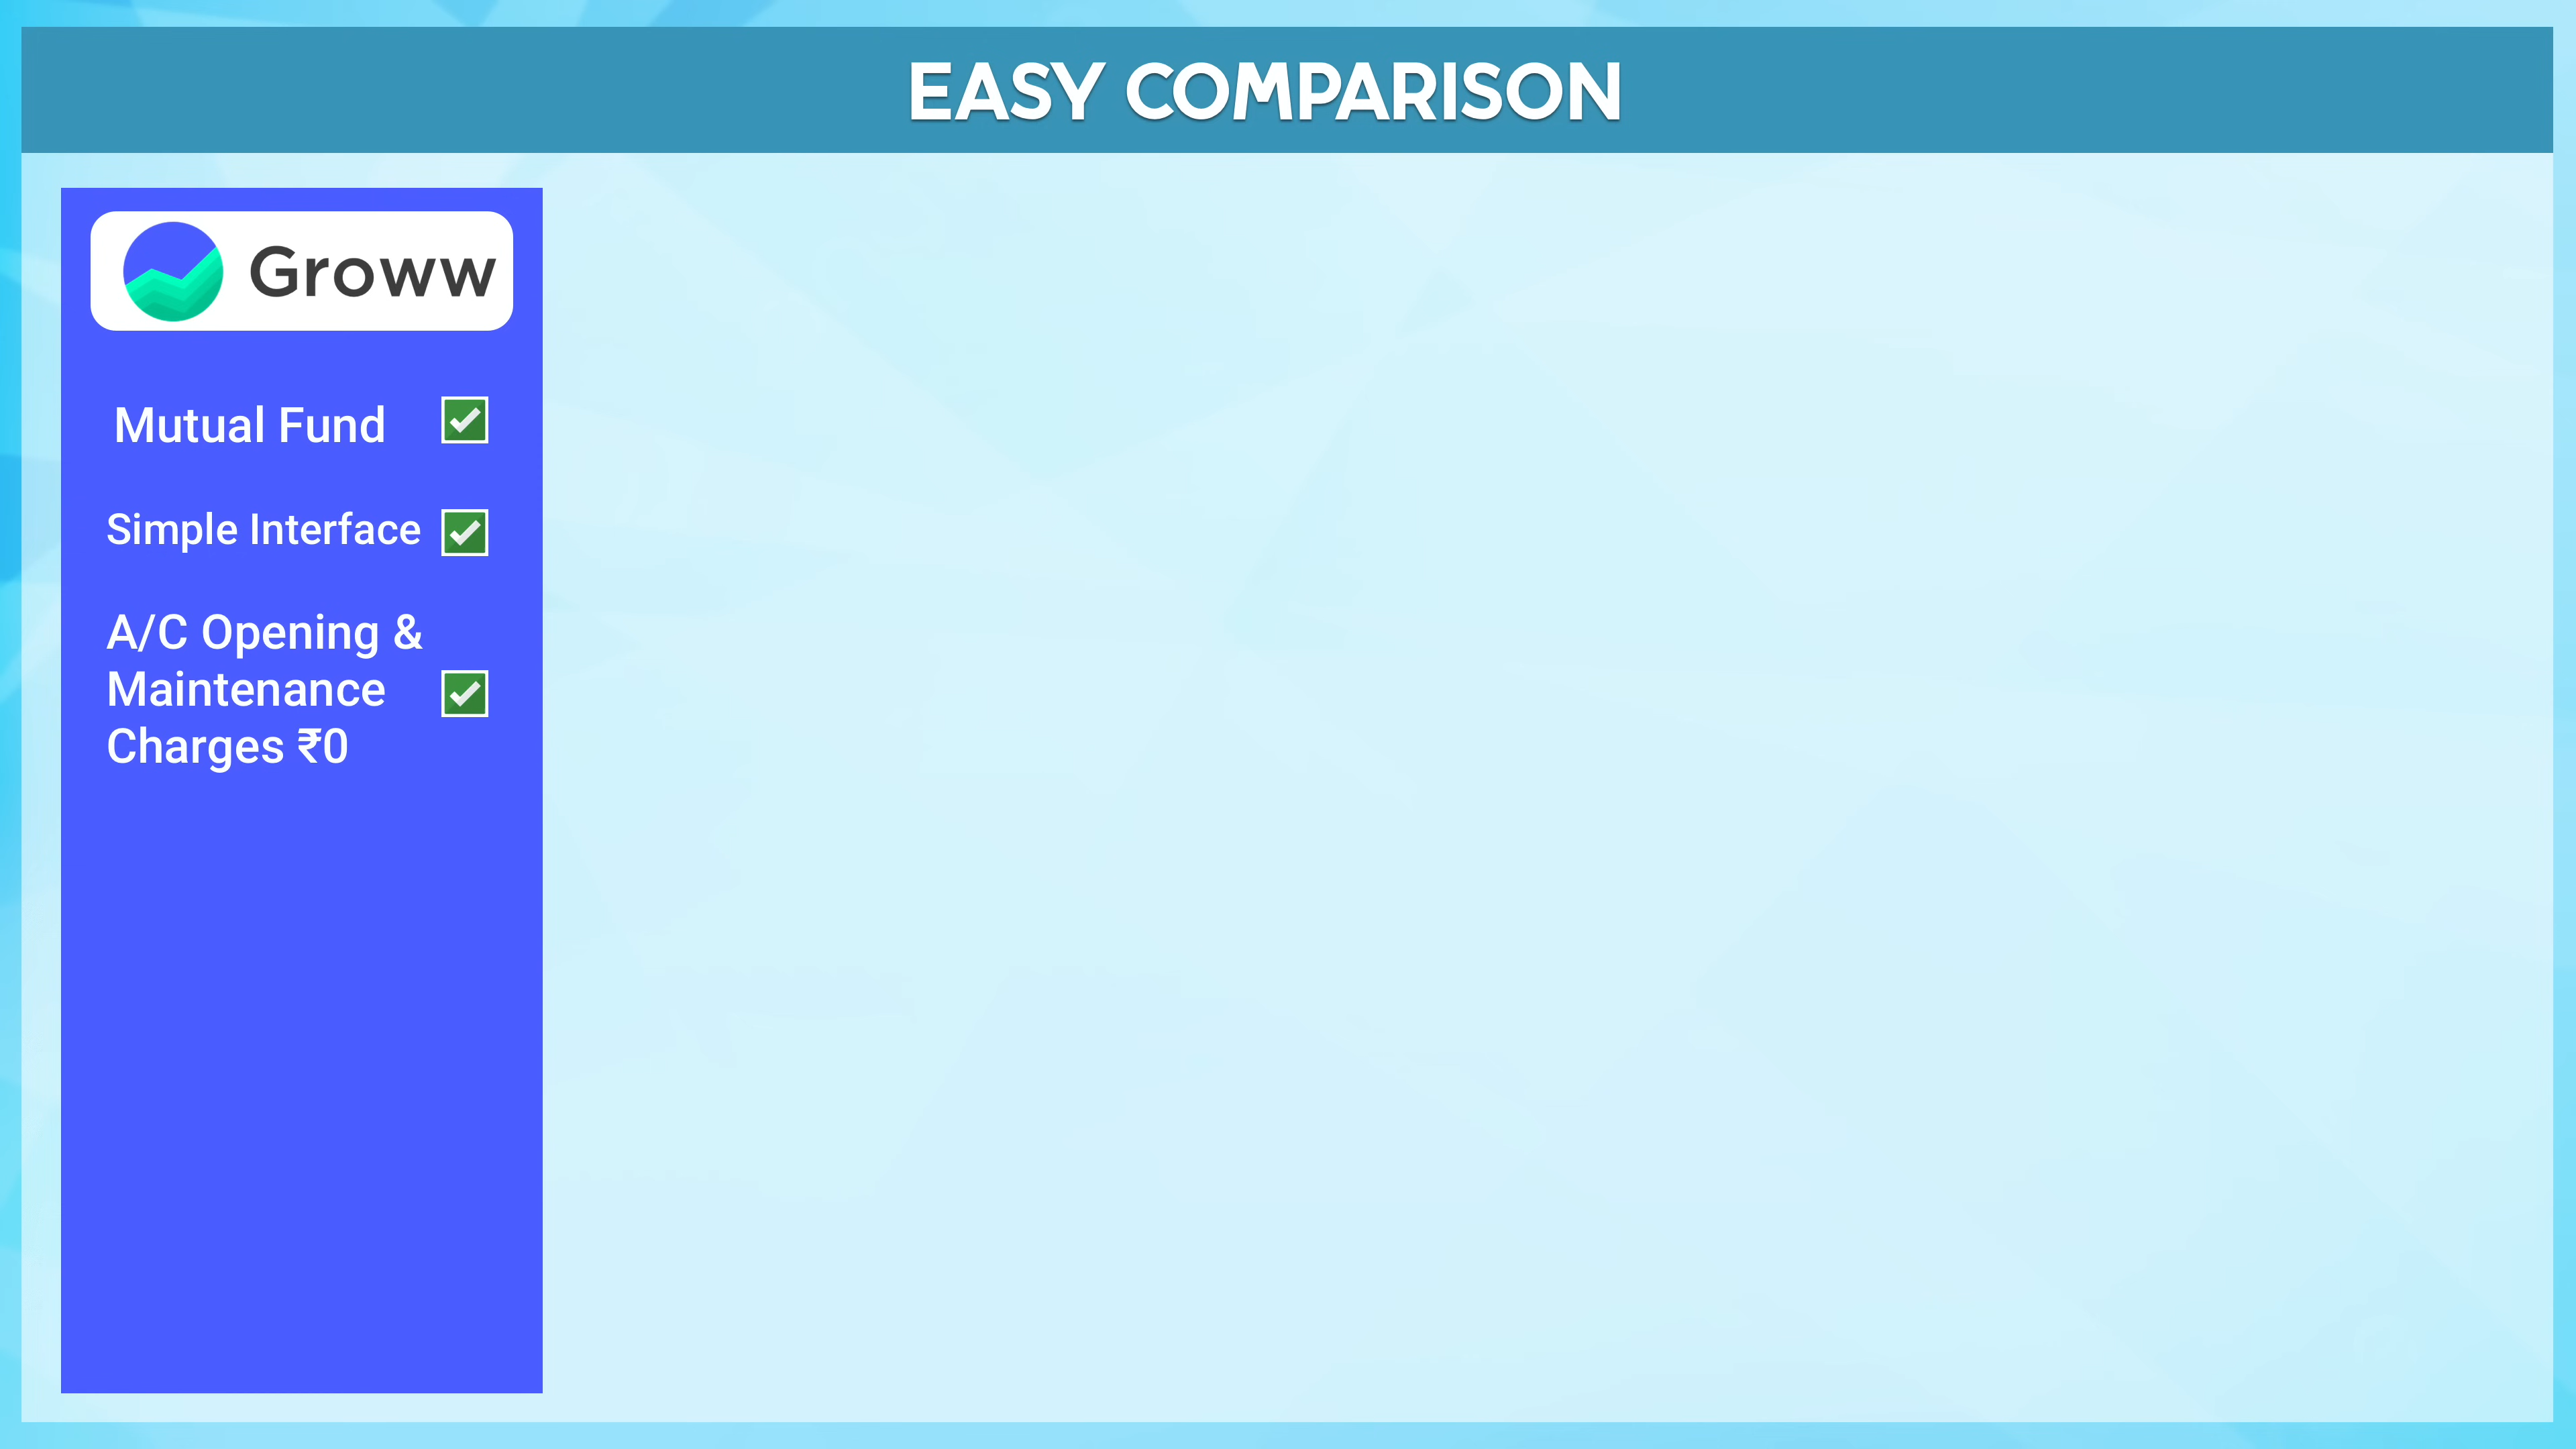 EASY COMPARISON
Groww
Mutual Fund
Simple Interface
A/C Opening &
Maintenance
Charges ₹0